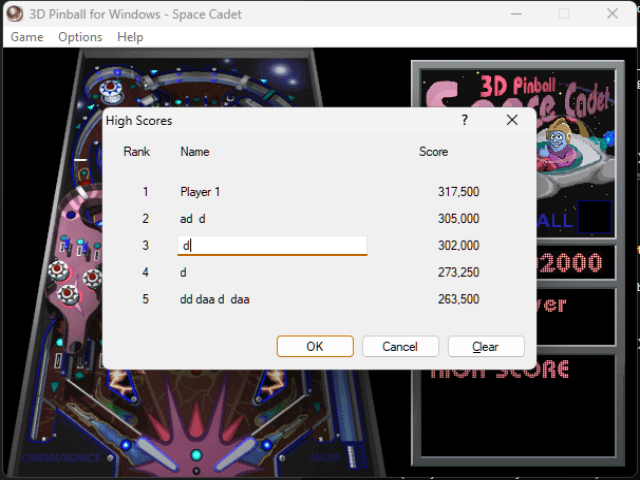 3D Pinball for Windows - Space Cadet
Game Options Help
3D Pinball
Space Cadet
High Scores
Rank Name Score
1 Player 1 317,500
2 ad d 305,000
3 d 302,000
4 d 273,250
5 dd daa d daa 263,500
OK Cancel Clear
ALL
2000
ver
HIGH SCORE
CINEMATRONICS
MAXIS